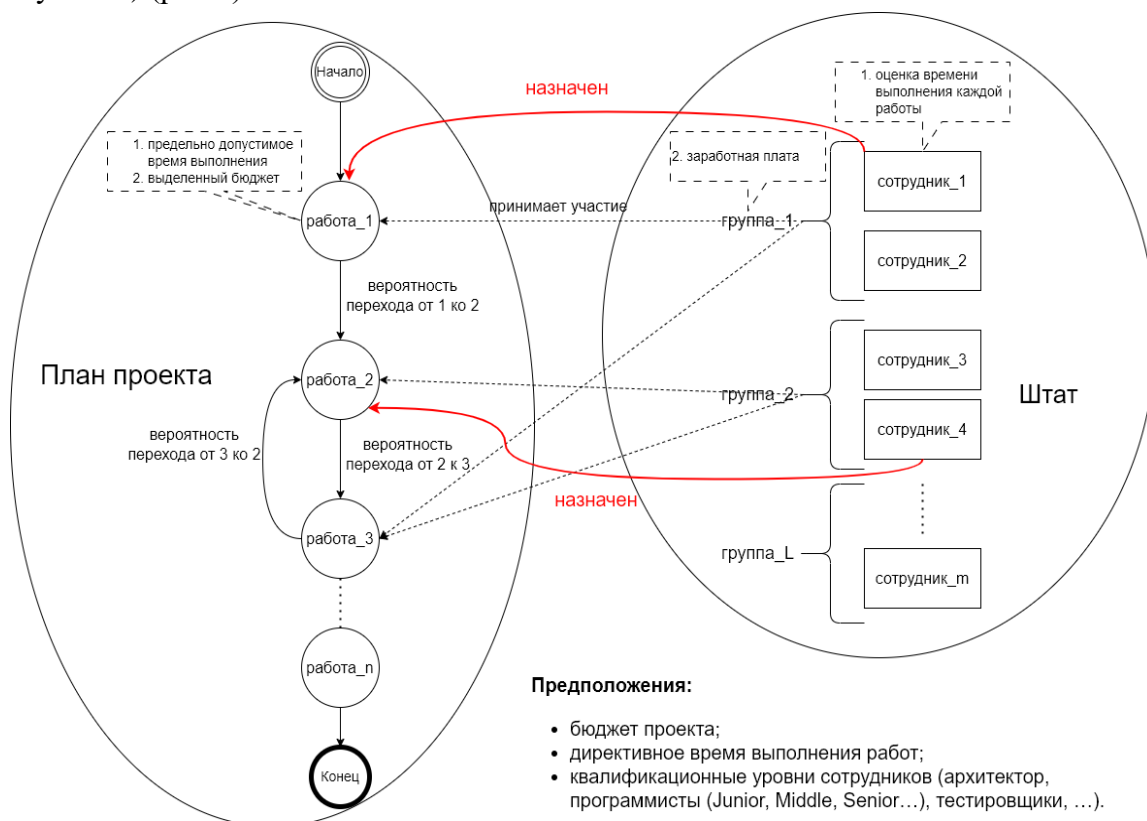 Начало
назначен
1. оценка времени
выполнения каждой
работы
1. предельно допустимое
время выполнения
2. выделенный бюджет
2. заработная плата
сотрудник_1
работа_1
принимает участие
группа_1
сотрудник_2
вероятность
перехода от 1 ко 2
План проекта
работа_2
сотрудник_3
группа_2
Штат
сотрудник_4
вероятность
перехода от 3 ко 2
вероятность
перехода от 2 к 3
назначен
работа_3
группа_L
сотрудник_m
работа_n
Конец
Предположения:
• бюджет проекта;
• директивное время выполнения работ;
• квалификационные уровни сотрудников (архитектор,
программисты (Junior, Middle, Senior…), тестировщики, …).